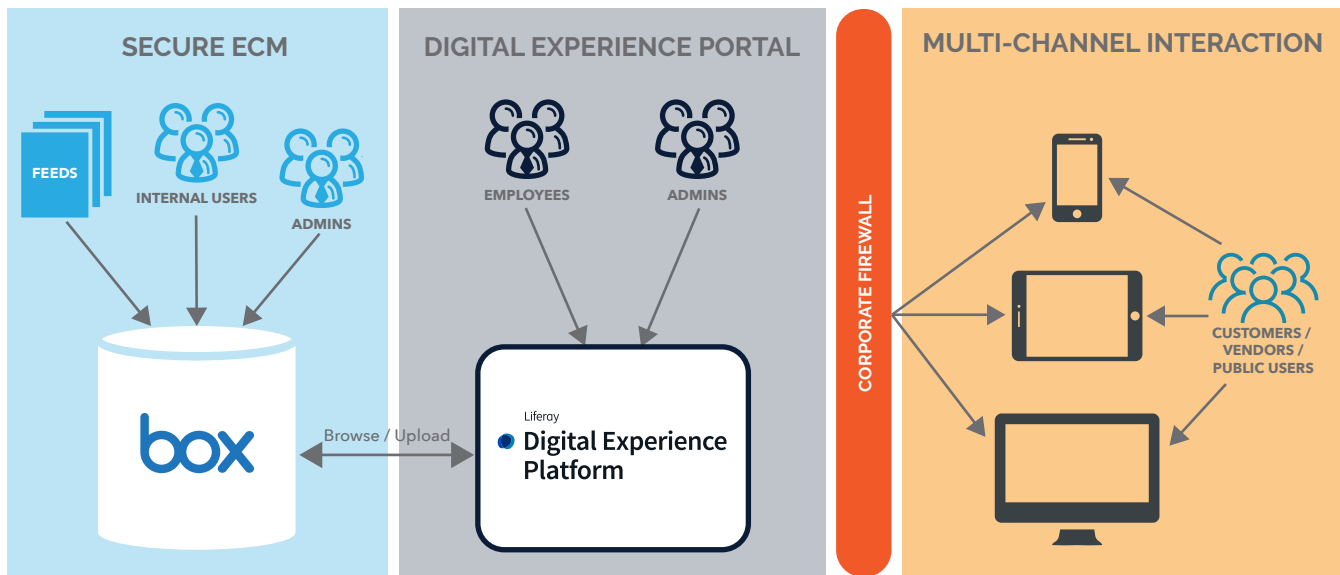 SECURE ECM
FEEDS
INTERNAL USERS
ADMINS
box
Browse / Upload
DIGITAL EXPERIENCE PORTAL
EMPLOYEES
ADMINS
Liferay
Digital Experience
Platform
CORPORATE FIREWALL
MULTI-CHANNEL INTERACTION
CUSTOMERS /
VENDORS /
PUBLIC USERS